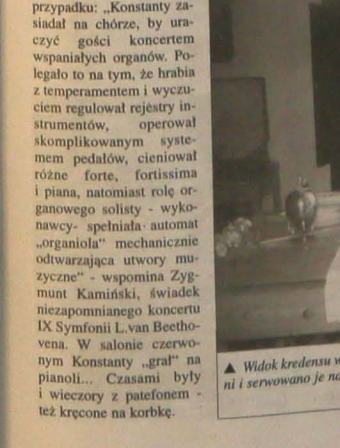 przypadku: „Konstanty za-
siadał na chórze, by ura-
czyć gości koncertem
wspaniałych organów. Po-
legało to na tym, że hrabia
z temperamentem i wyczu-
ciem regulował rejestry in-
strumentów, operował
skomplikowanym syste-
mem pedałów, cieniował
różne forte, fortissima
i piana, natomiast rolę or-
ganowego solisty - wyko-
nawcy- spełniała automat
„organiola" mechanicznie
odtwarzająca utwory mu-
zyczne" - wspomina Zyg-
munt Kamiński, świadek
niezapomnianego koncertu
IX Symfonii L.van Beetho-
vena. W salonie czerwo-
nym Konstanty „grał" na
pianoli... Czasami były
i wieczory z patefonem -
też kręcone na korbkę.
▲ Widok kredensu
ni i serwowano je